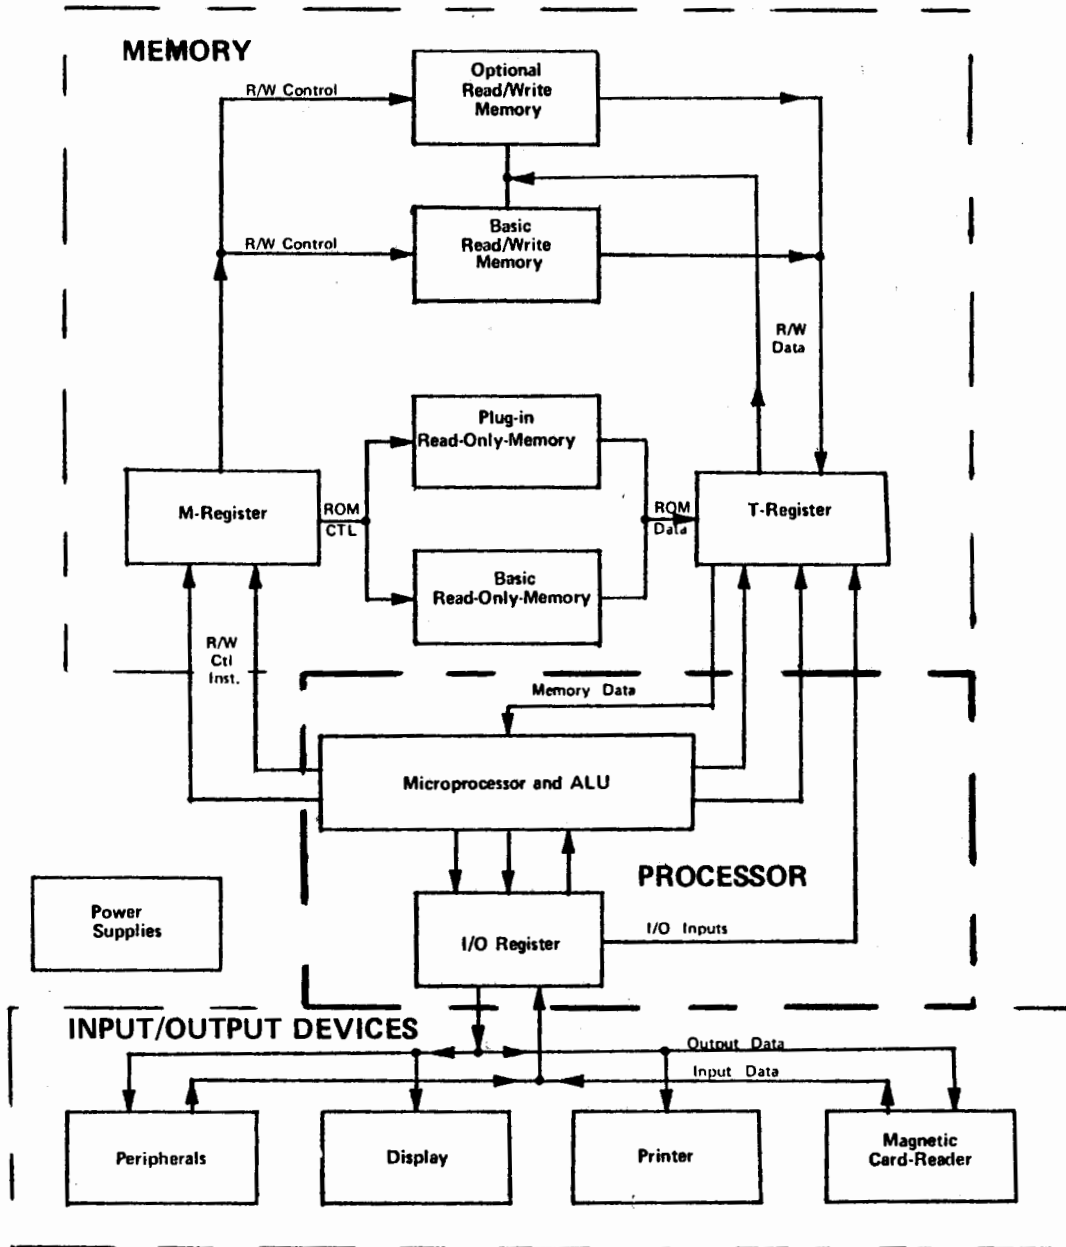 MEMORY
Optional
Read/Write
Memory
R/W Control
Basic
Read/Write
Memory
R/W Control
R/W
Data
Plug-in
Read-Only-Memory
M-Register
ROM
CTL
ROM
Data
T-Register
Basic
Read-Only-Memory
R/W
Ctl
Inst.
Memory Data
Microprocessor and ALU
PROCESSOR
Power
Supplies
I/O Register
I/O Inputs
INPUT/OUTPUT DEVICES
Output Data
Input Data
Peripherals
Display
Printer
Magnetic
Card-Reader